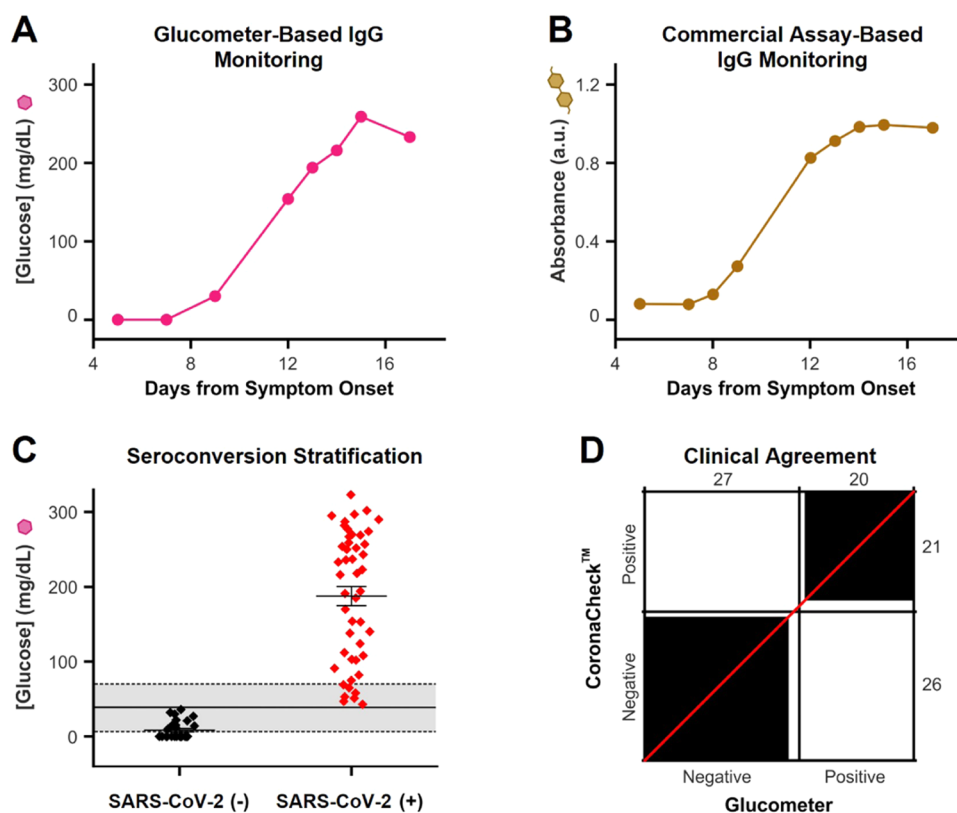 A
Glucometer-Based IgG
Monitoring
[Glucose] (mg/dL)
300
200
100
0
4
8
12
16
Days from Symptom Onset
B
Commercial Assay-Based
IgG Monitoring
Absorbance (a.u.)
1.2
0.8
0.4
0
4
8
12
16
Days from Symptom Onset
C
Seroconversion Stratification
[Glucose] (mg/dL)
300
200
100
0
SARS-CoV-2 (-)
SARS-CoV-2 (+)
D
Clinical Agreement
27
20
CoronaCheck™
Positive
Negative
21
26
Negative
Positive
Glucometer